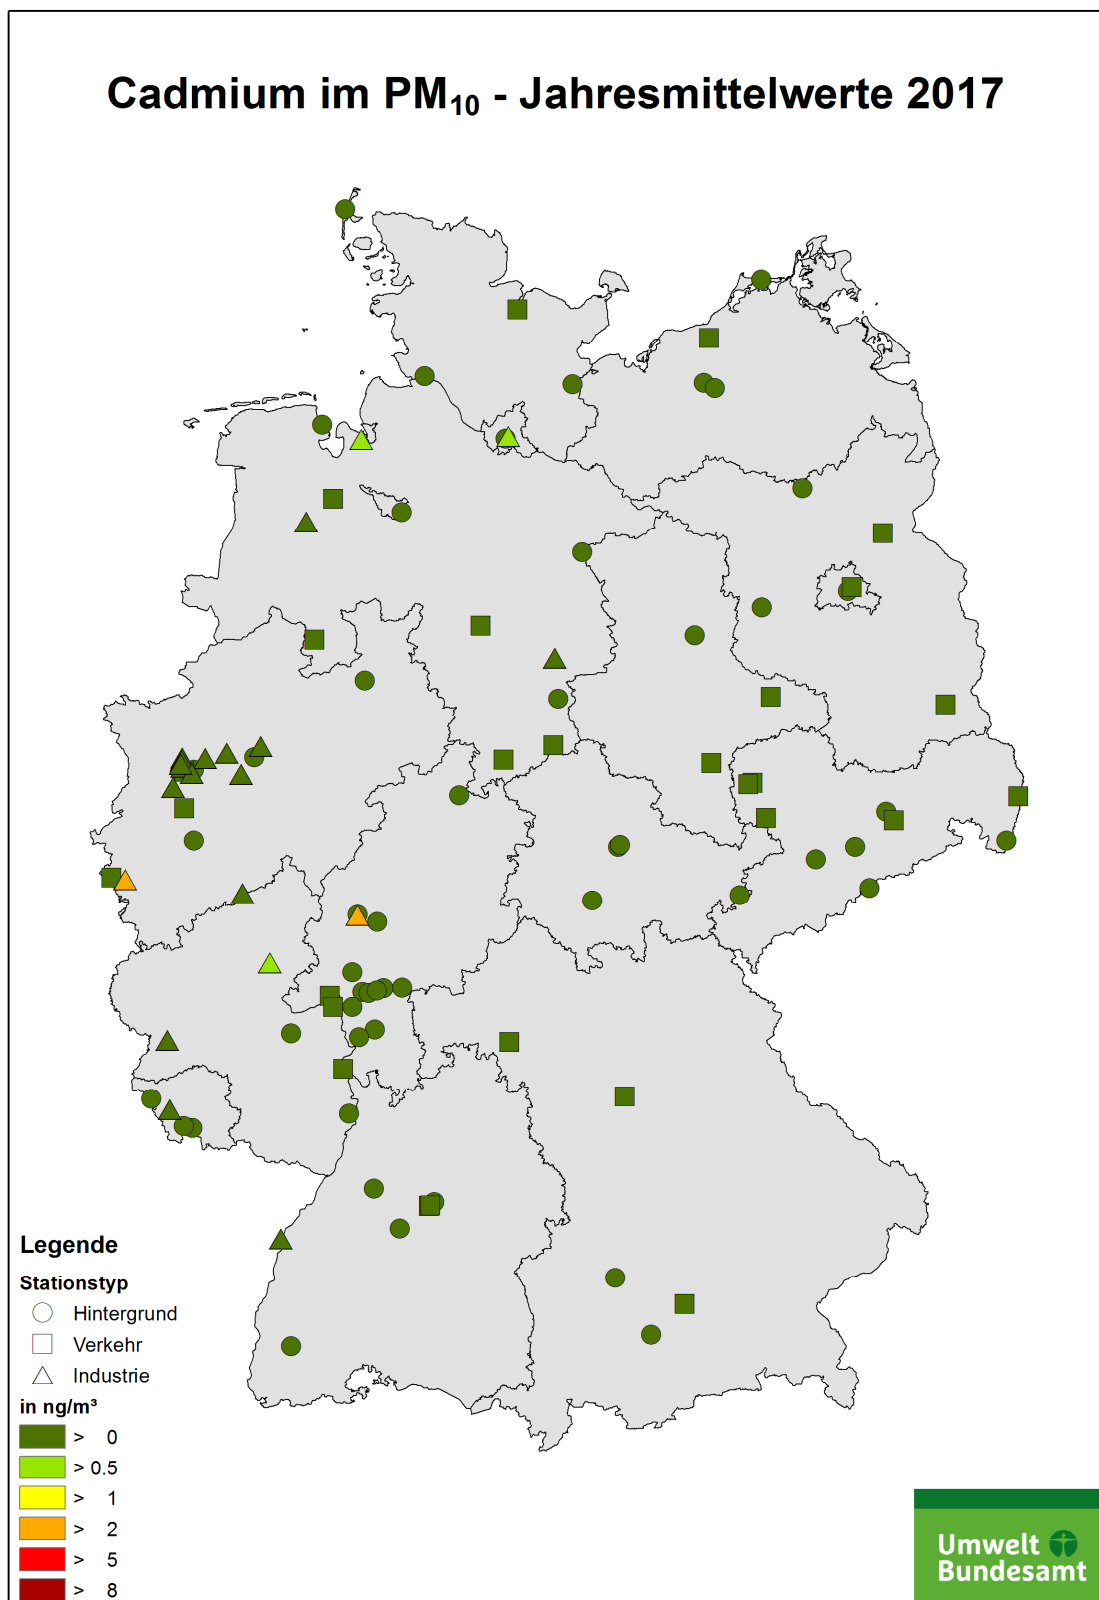 Cadmium im PM₁₀ - Jahresmittelwerte 2017
Legende
Stationstyp
Hintergrund
Verkehr
Industrie
in ng/m³
> 0
> 0.5
> 1
> 2
> 5
> 8
Umwelt
Bundesamt